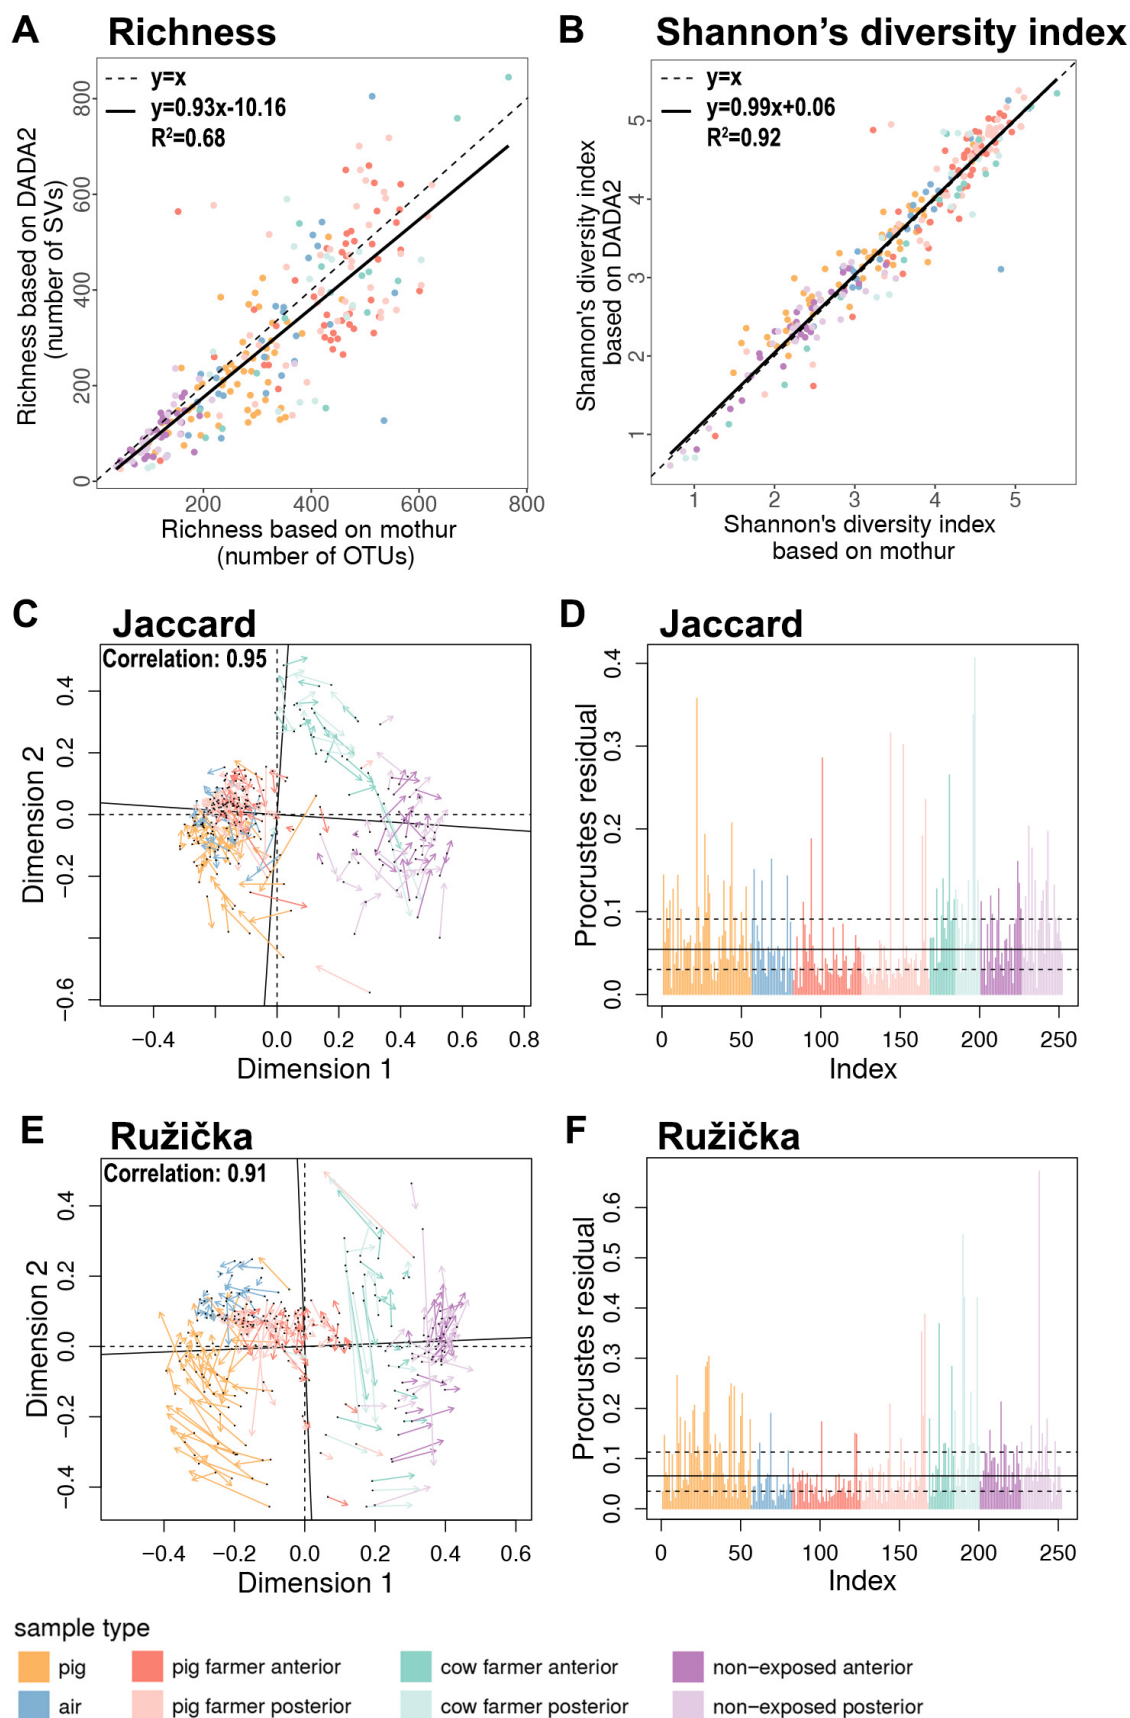 A Richness
y=x
y=0.93x-10.16
R²=0.68
Richness based on DADA2
(number of SVs)
0
200
400
600
800
200 400 600 800
Richness based on mothur
(number of OTUs)
B Shannon's diversity index
y=x
y=0.99x+0.06
R²=0.92
Shannon's diversity index
based on DADA2
1
2
3
4
5
1 2 3 4 5
Shannon's diversity index
based on mothur
C Jaccard
Correlation: 0.95
Dimension 2
0.4
0.2
0.0
−0.2
−0.6
−0.4 0.0 0.2 0.4 0.6 0.8
Dimension 1
D Jaccard
Procrustes residual
0.4
0.3
0.2
0.1
0.0
0 50 100 150 200 250
Index
E Ružička
Correlation: 0.91
Dimension 2
0.4
0.2
0.0
−0.2
−0.4
−0.4 −0.2 0.0 0.2 0.4 0.6
Dimension 1
F Ružička
Procrustes residual
0.6
0.5
0.4
0.3
0.2
0.1
0.0
0 50 100 150 200 250
Index
sample type
pig pig farmer anterior cow farmer anterior non−exposed anterior
air pig farmer posterior cow farmer posterior non−exposed posterior